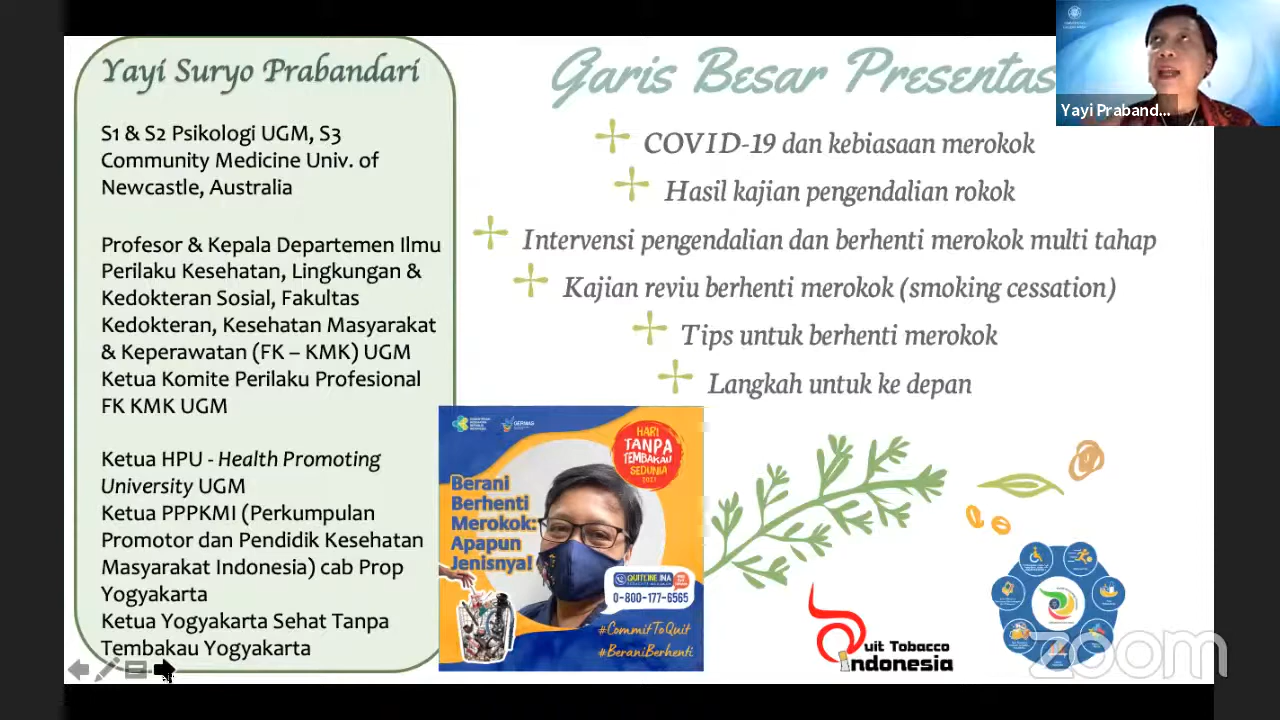 Yayi Suryo Prabandari
S1 & S2 Psikologi UGM, S3
Community Medicine Univ. of
Newcastle, Australia
Profesor & Kepala Departemen Ilmu
Perilaku Kesehatan, Lingkungan &
Kedokteran Sosial, Fakultas
Kedokteran, Kesehatan Masyarakat
& Keperawatan (FK – KMK) UGM
Ketua Komite Perilaku Profesional
FK KMK UGM
Ketua HPU - Health Promoting
University UGM
Ketua PPPKMI (Perkumpulan
Promotor dan Pendidik Kesehatan
Masyarakat Indonesia) cab Prop
Yogyakarta
Ketua Yogyakarta Sehat Tanpa
Tembakau Yogyakarta
Garis Besar Presentas
COVID-19 dan kebiasaan merokok
Hasil kajian pengendalian rokok
Intervensi pengendalian dan berhenti merokok multi tahap
Kajian reviu berhenti merokok (smoking cessation)
Tips untuk berhenti merokok
Langkah untuk ke depan
Yayi Praband...
HARI
TANPA
TEMBAKAU
SEDUNIA
2021
Berani
Berhenti
Merokok:
Apapun
Jenisnya!
QUITLINE INA
0-800-177-6565
#CommitToQuit
#BeraniBerhenti
Quit Tobacco
Indonesia
zoom